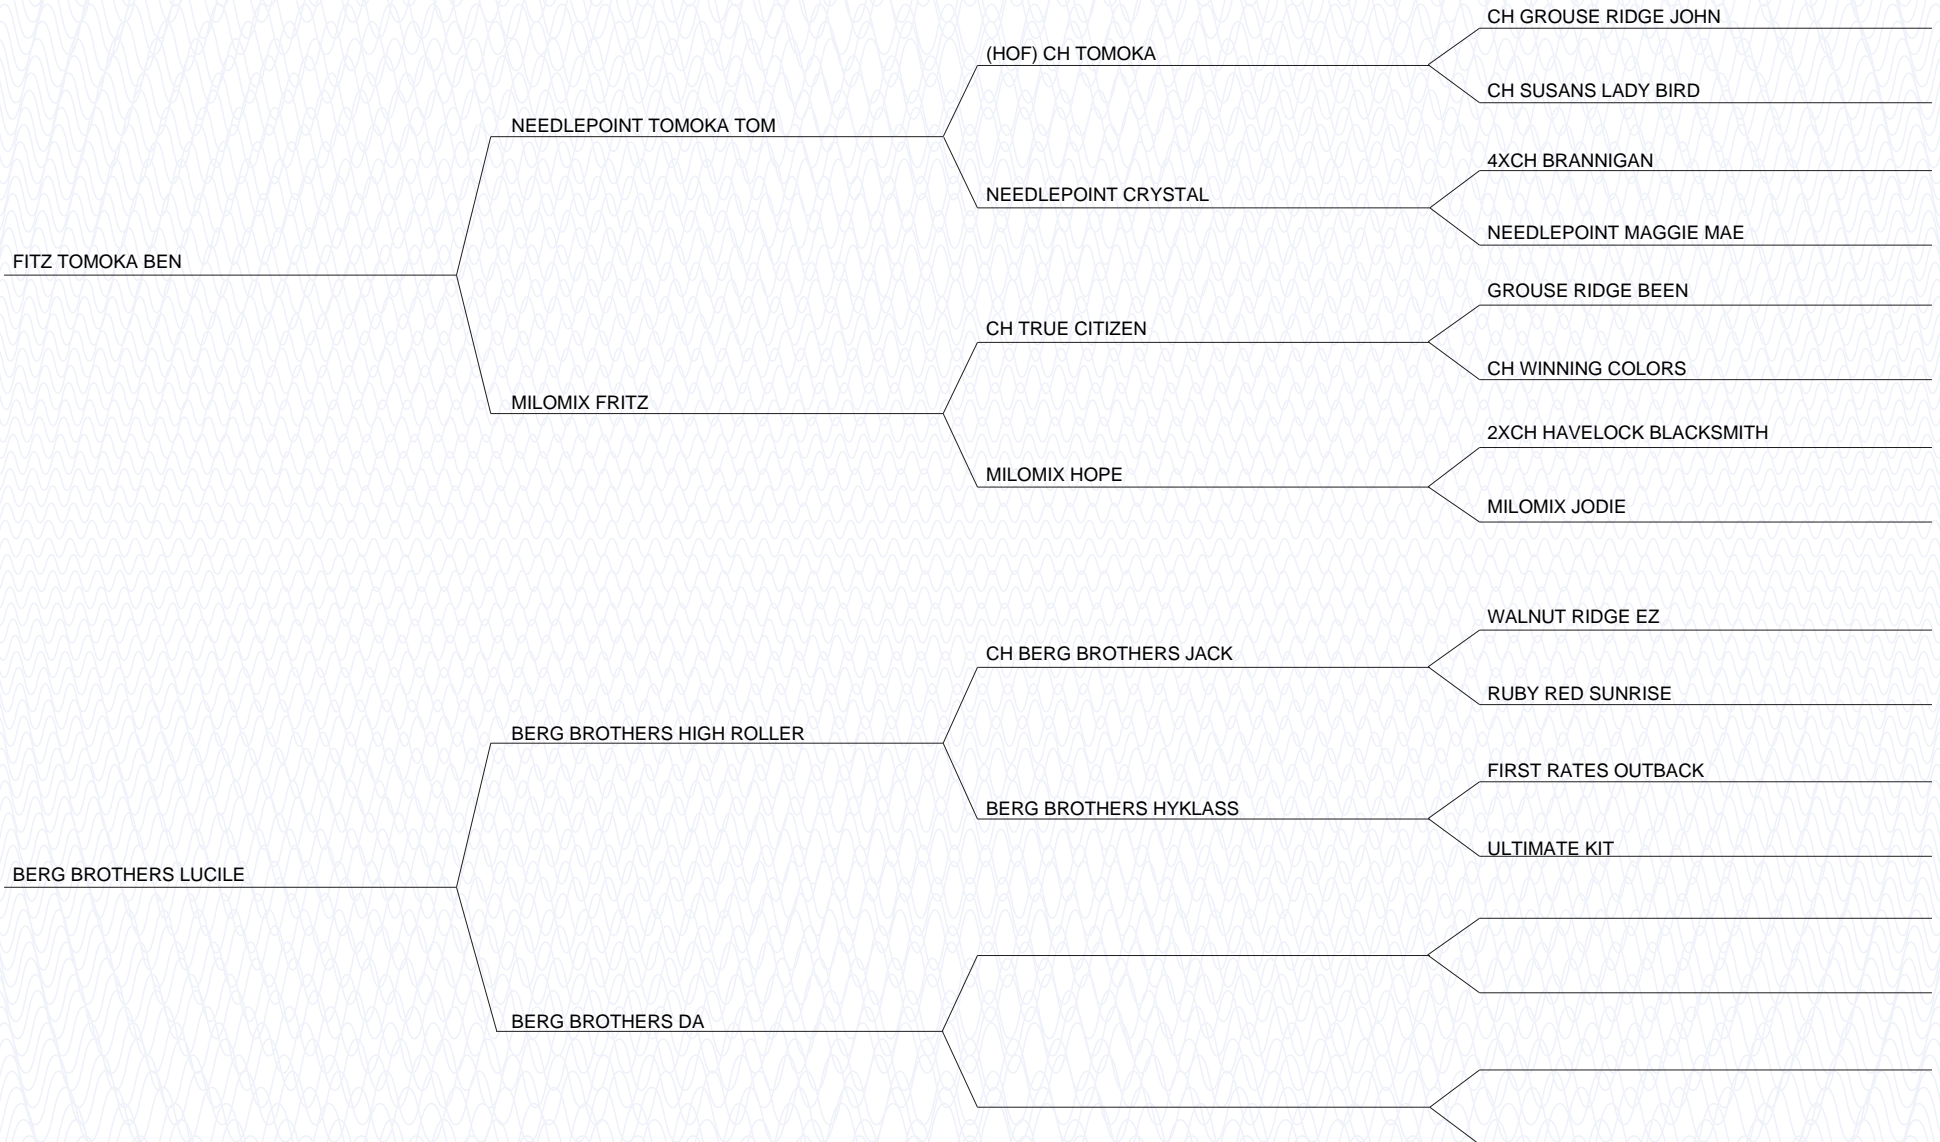 CH GROUSE RIDGE JOHN
(HOF) CH TOMOKA
CH SUSANS LADY BIRD
NEEDLEPOINT TOMOKA TOM
4XCH BRANNIGAN
NEEDLEPOINT CRYSTAL
NEEDLEPOINT MAGGIE MAE
FITZ TOMOKA BEN
GROUSE RIDGE BEEN
CH TRUE CITIZEN
CH WINNING COLORS
MILOMIX FRITZ
2XCH HAVELOCK BLACKSMITH
MILOMIX HOPE
MILOMIX JODIE
WALNUT RIDGE EZ
CH BERG BROTHERS JACK
RUBY RED SUNRISE
BERG BROTHERS HIGH ROLLER
FIRST RATES OUTBACK
BERG BROTHERS HYKLASS
ULTIMATE KIT
BERG BROTHERS LUCILE
BERG BROTHERS DA